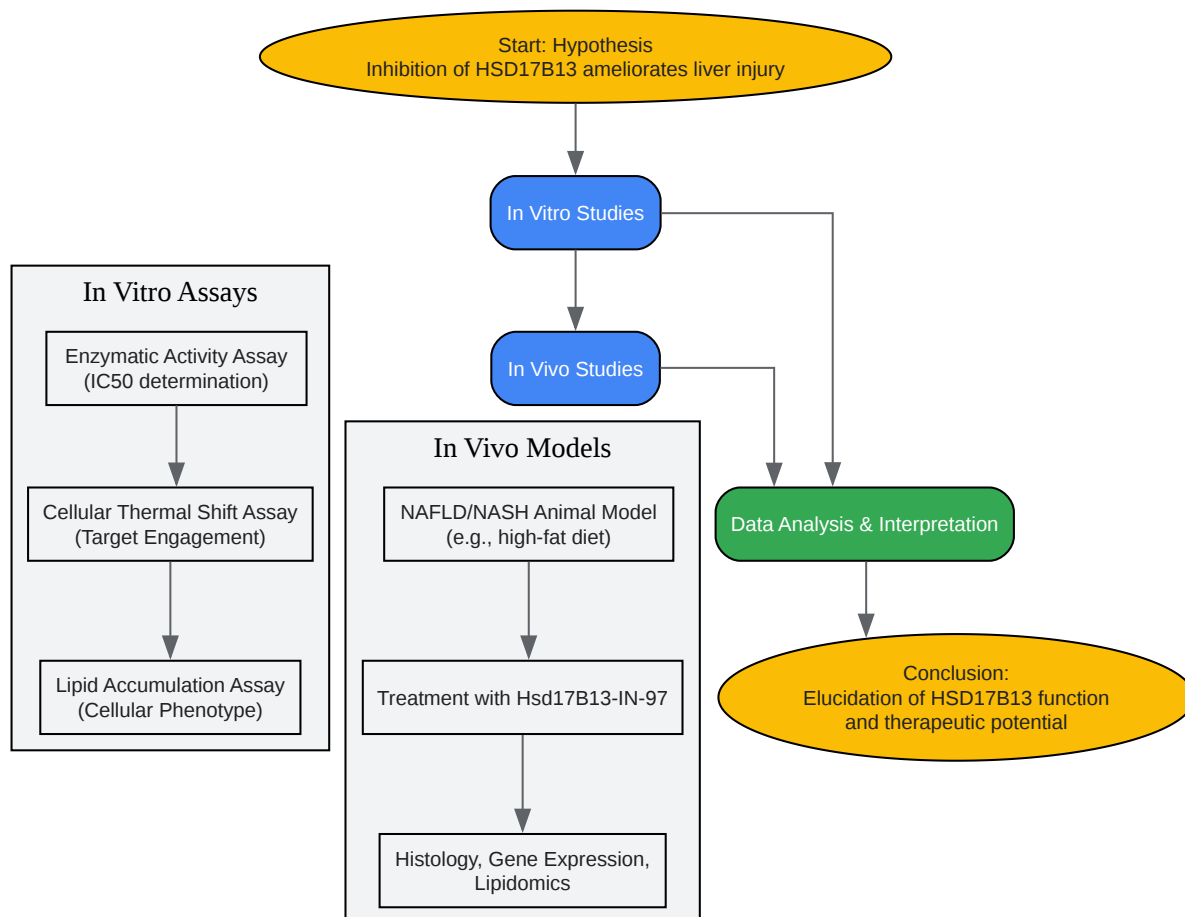 Start: Hypothesis
Inhibition of HSD17B13 ameliorates liver injury
In Vitro Studies
In Vivo Studies
In Vitro Assays
Enzymatic Activity Assay
(IC50 determination)
Cellular Thermal Shift Assay
(Target Engagement)
Lipid Accumulation Assay
(Cellular Phenotype)
In Vivo Models
NAFLD/NASH Animal Model
(e.g., high-fat diet)
Treatment with Hsd17B13-IN-97
Histology, Gene Expression,
Lipidomics
Data Analysis & Interpretation
Conclusion:
Elucidation of HSD17B13 function
and therapeutic potential